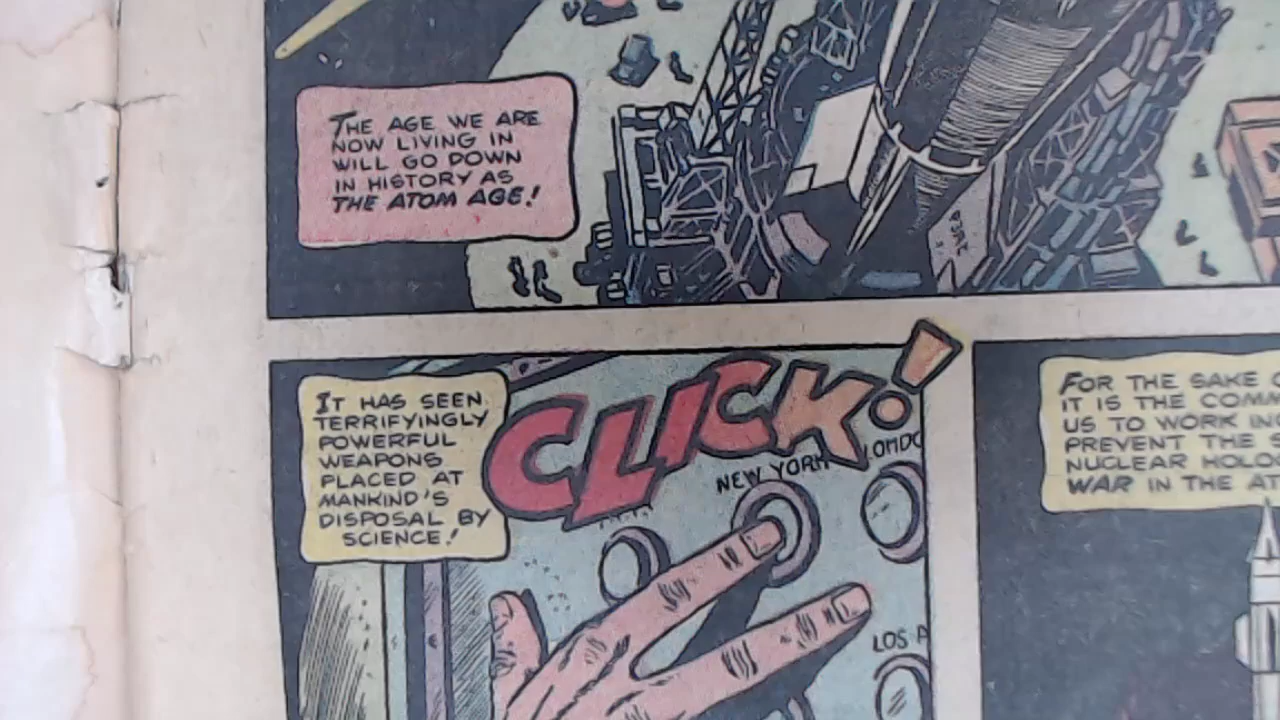 THE AGE WE ARE
NOW LIVING IN
WILL GO DOWN
IN HISTORY AS
THE ATOM AGE!
IT HAS SEEN
TERRIFYINGLY
POWERFUL
WEAPONS
PLACED AT
MANKIND'S
DISPOSAL BY
SCIENCE!
CLICK!
NEW YORK
LOS
FOR THE SAKE
IT IS THE
US TO WORK
PREVENT THE
NUCLEAR
WAR IN THE